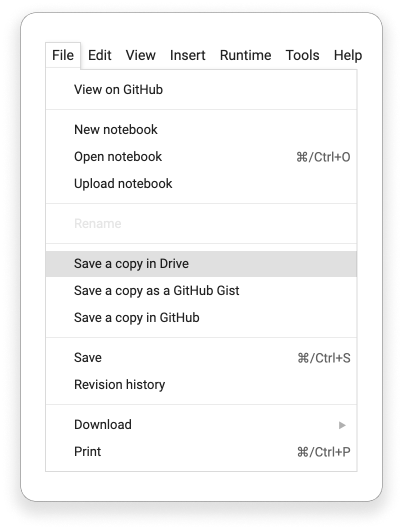 File Edit View Insert Runtime Tools Help
View on GitHub
New notebook
Open notebook ⌘/Ctrl+O
Upload notebook
Rename
Save a copy in Drive
Save a copy as a GitHub Gist
Save a copy in GitHub
Save ⌘/Ctrl+S
Revision history
Download
Print ⌘/Ctrl+P